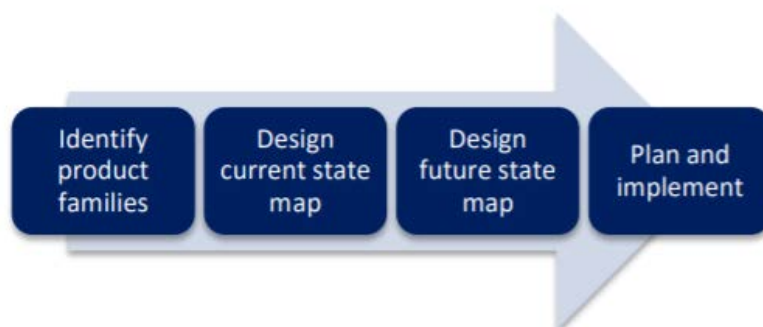 Identify
product
families
Design
current state
map
Design
future state
map
Plan and
implement